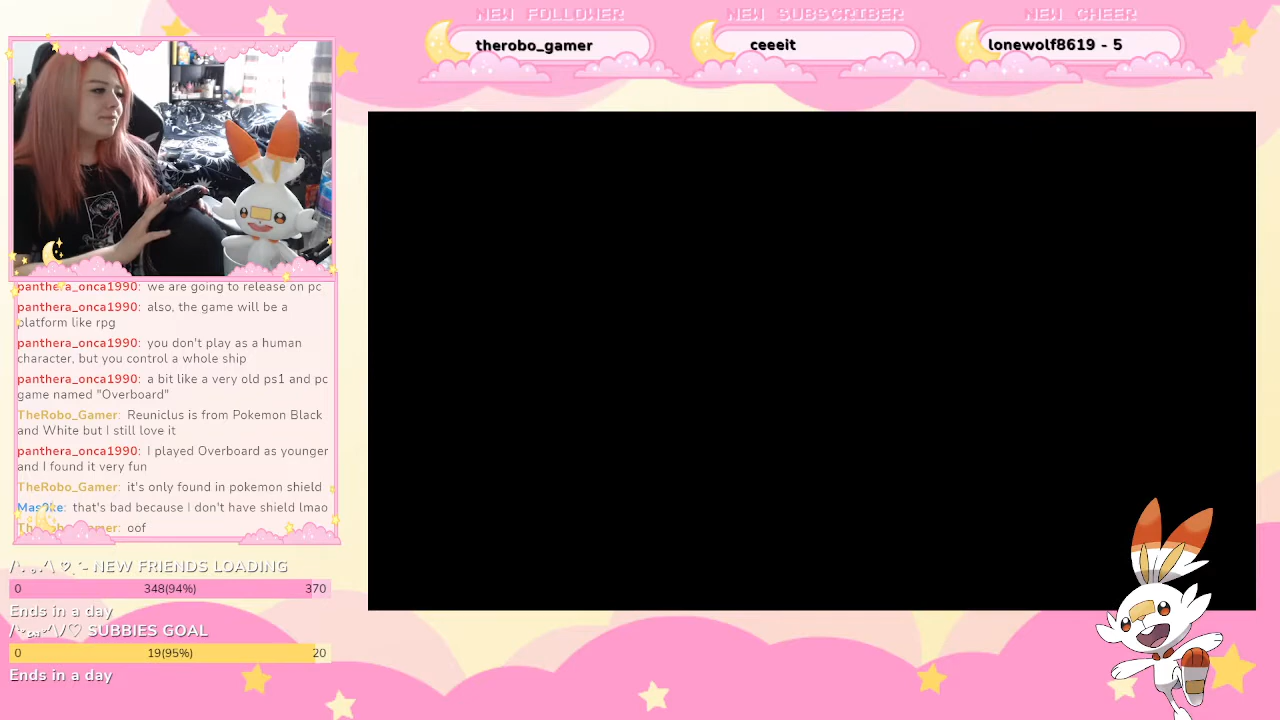 NEW FOLLOWER
NEW SUBSCRIBER
NEW CHEER
therobo_gamer
ceeeit
lonewolf8619 - 5
panthera_onca1990: we are going to release on pc
panthera_onca1990: also, the game will be a
platform like rpg
panthera_onca1990: you don't play as a human
character, but you control a whole ship
panthera_onca1990: a bit like a very old ps1 and pc
game named "Overboard"
TheRobo_Gamer: Reuniclus is from Pokemon Black
and White but I still love it
panthera_onca1990: I played Overboard as younger
and I found it very fun
TheRobo_Gamer: it's only found in pokemon shield
that's bad because I don't have shield lmao
TheRobo_Gamer: oof
NEW FRIENDS LOADING
0 348(94%) 370
Ends in a day
SUBBIES GOAL
0 19(95%) 20
Ends in a day